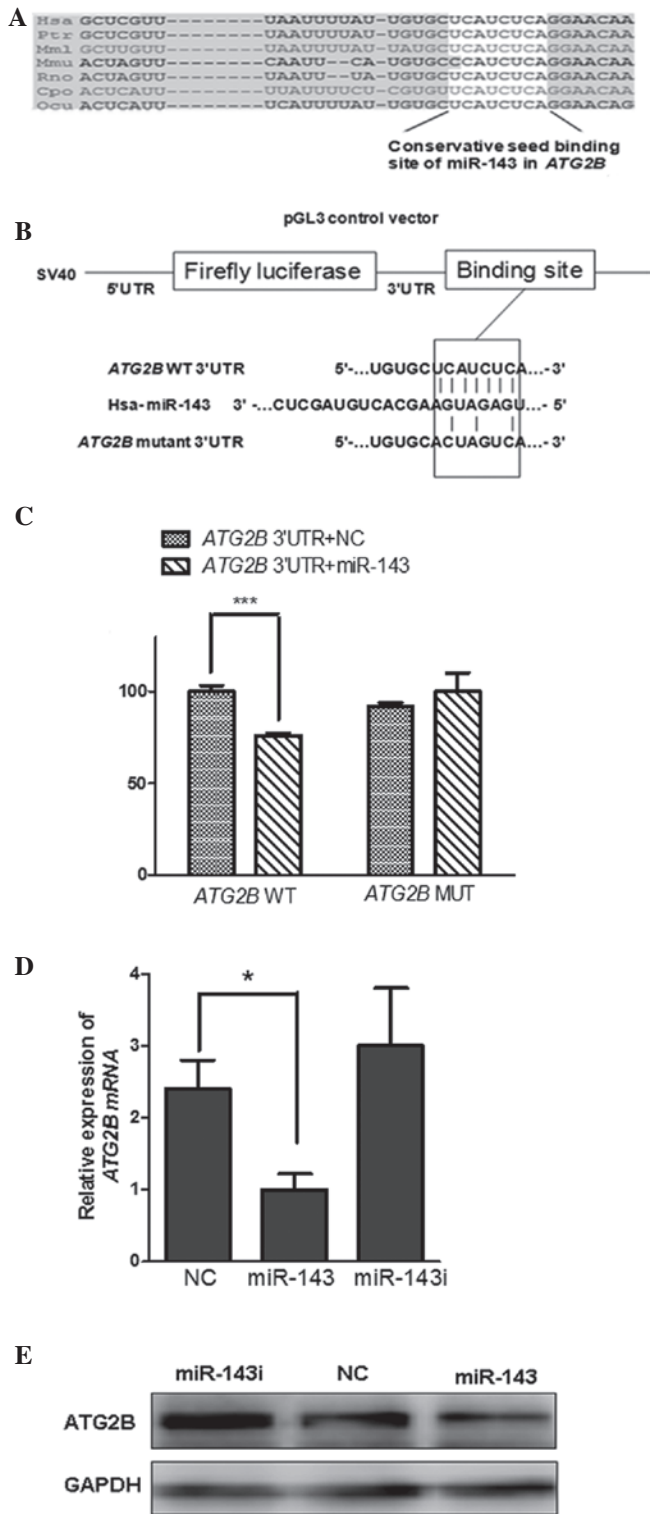 A
Hsa GCUCGUU--------UAAUUUUAU-UGUGCUCAUCUCAGGAACAA
Ptr GCUCGUU--------UAAUUUUAU-UGUGCUCAUCUCAGGAACAA
Mml GCUUGUU--------UAAUUUUAU-UAUGCUCAUCUCAGGAACAA
Mmu ACUAGUU--------CAAUU--CA-UGUGCCCAUCUCAGGAACAA
Rno ACUCGUU--------UAAUU--UA-UGUGCUCAUCUCAGGAACAA
Cpo ACUCAUU--------UUAUUUUCU-CGUGCUCAUCUCAGGAACAA
Ocu ACUCAUU--------UCAUUUUAU-UGUGCUCAUCUCAGGAACAG
Conservative seed binding
site of miR-143 in ATG2B
B
pGL3 control vector
SV40 5'UTR Firefly luciferase 3'UTR Binding site
ATG2B WT 3'UTR 5'-...UGUGCUCAUCUCA...-3'
Hsa-miR-143 3' -...CUCGAUGUCACGAAGUAGAGU...- 5'
ATG2B mutant 3'UTR 5'-...UGUGCACUAGUCA...-3'
C
ATG2B 3'UTR+NC
ATG2B 3'UTR+miR-143
***
100
50
0
ATG2B WT ATG2B MUT
D
Relative expression of
ATG2B mRNA
4
3
2
1
0
*
NC miR-143 miR-143i
E
miR-143i NC miR-143
ATG2B
GAPDH